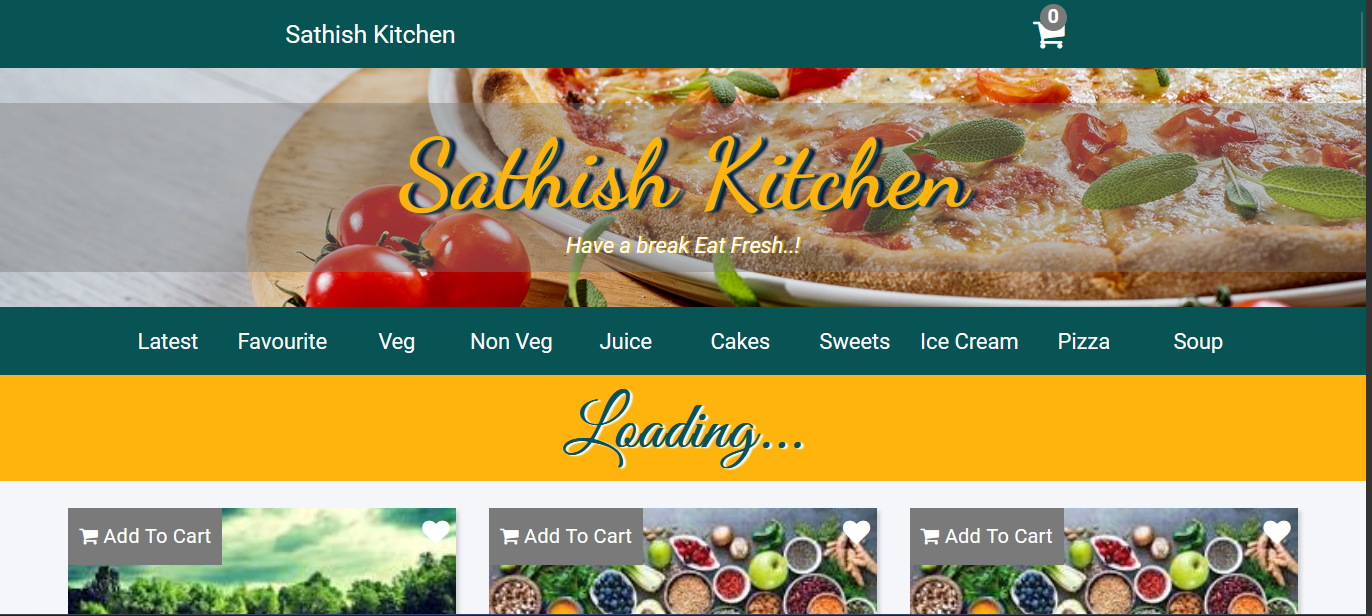 Sathish Kitchen
0
Sathish Kitchen
Have a break Eat Fresh..!
Latest Favourite Veg Non Veg Juice Cakes Sweets Ice Cream Pizza Soup
Loading...
Add To Cart Add To Cart Add To Cart